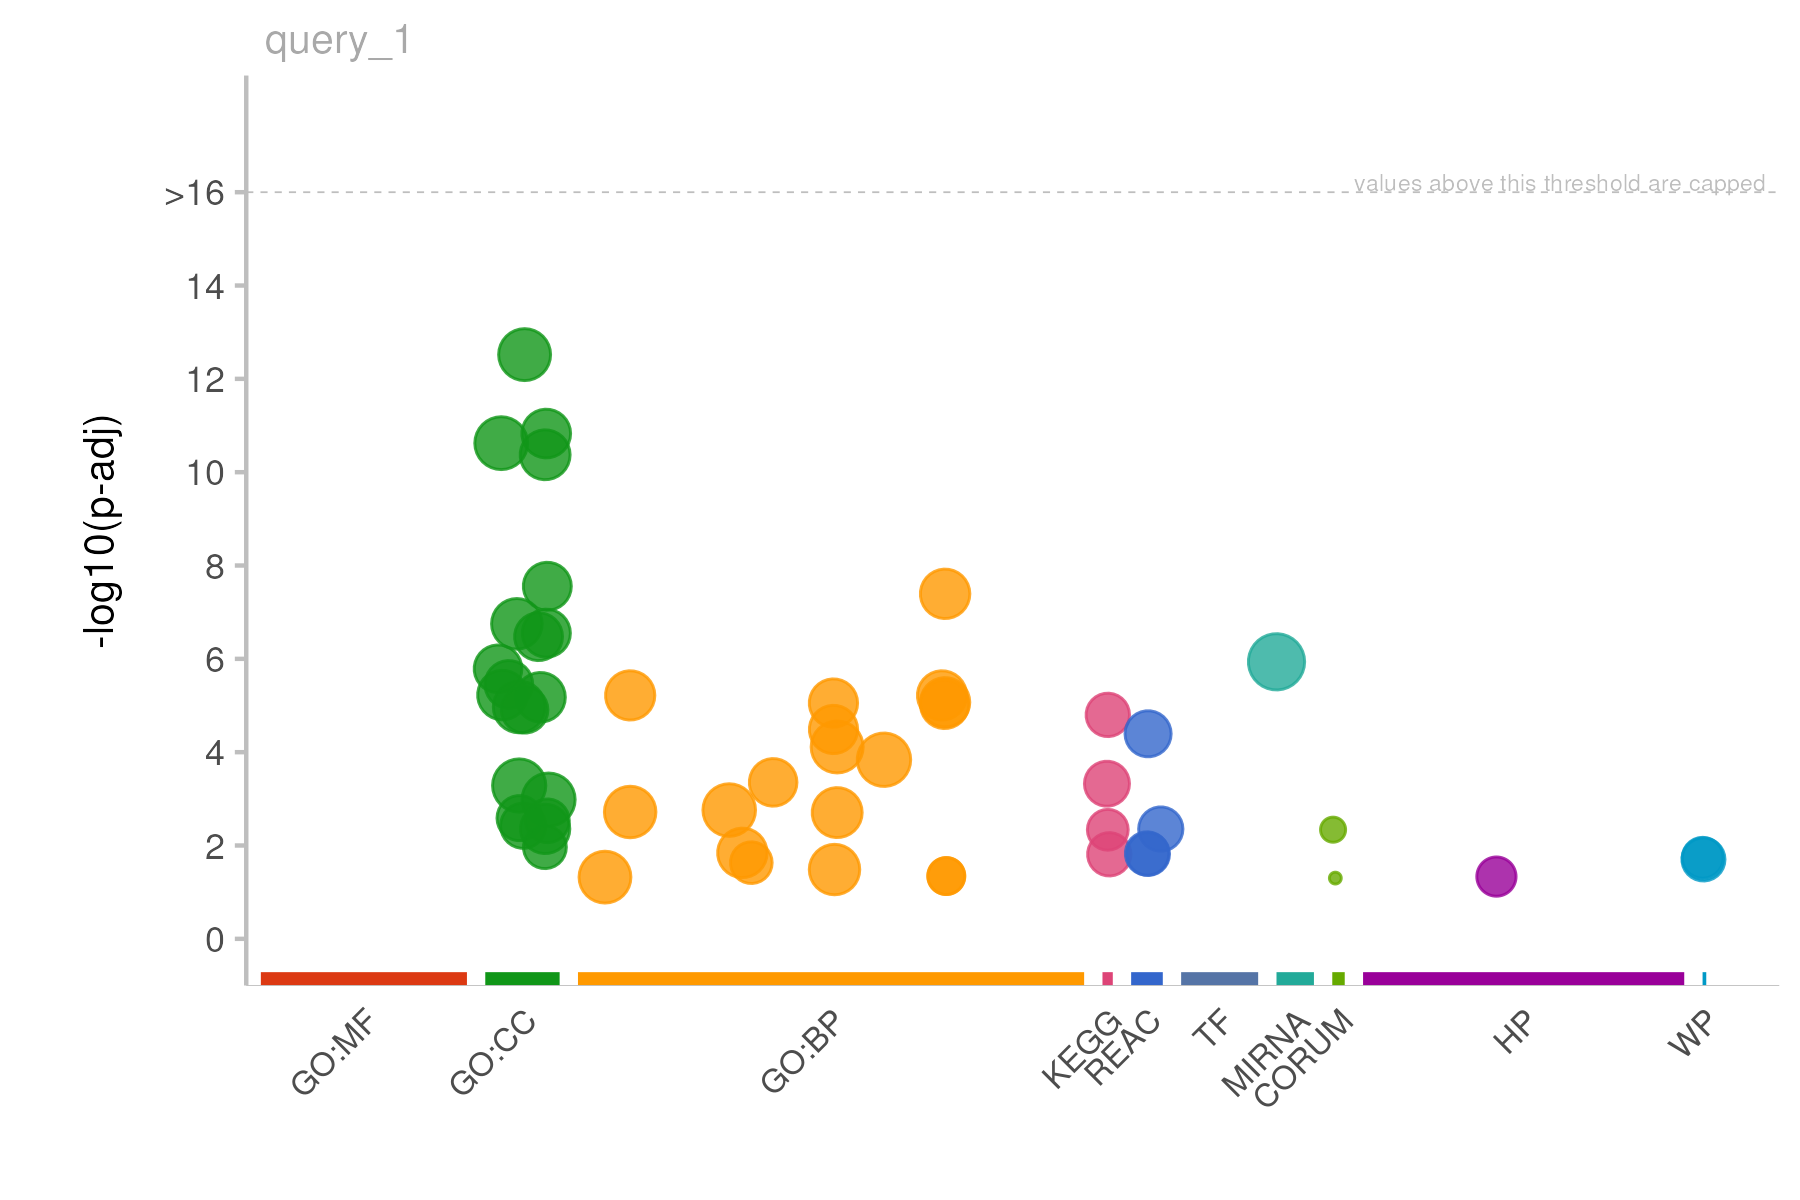 query_1
values above this threshold are capped
>16
14
12
10
8
6
4
2
0
-log10(p-adj)
GO:MF
GO:CC
GO:BP
KEGG
REAC
TF
MIRNA
CORUM
HP
WP